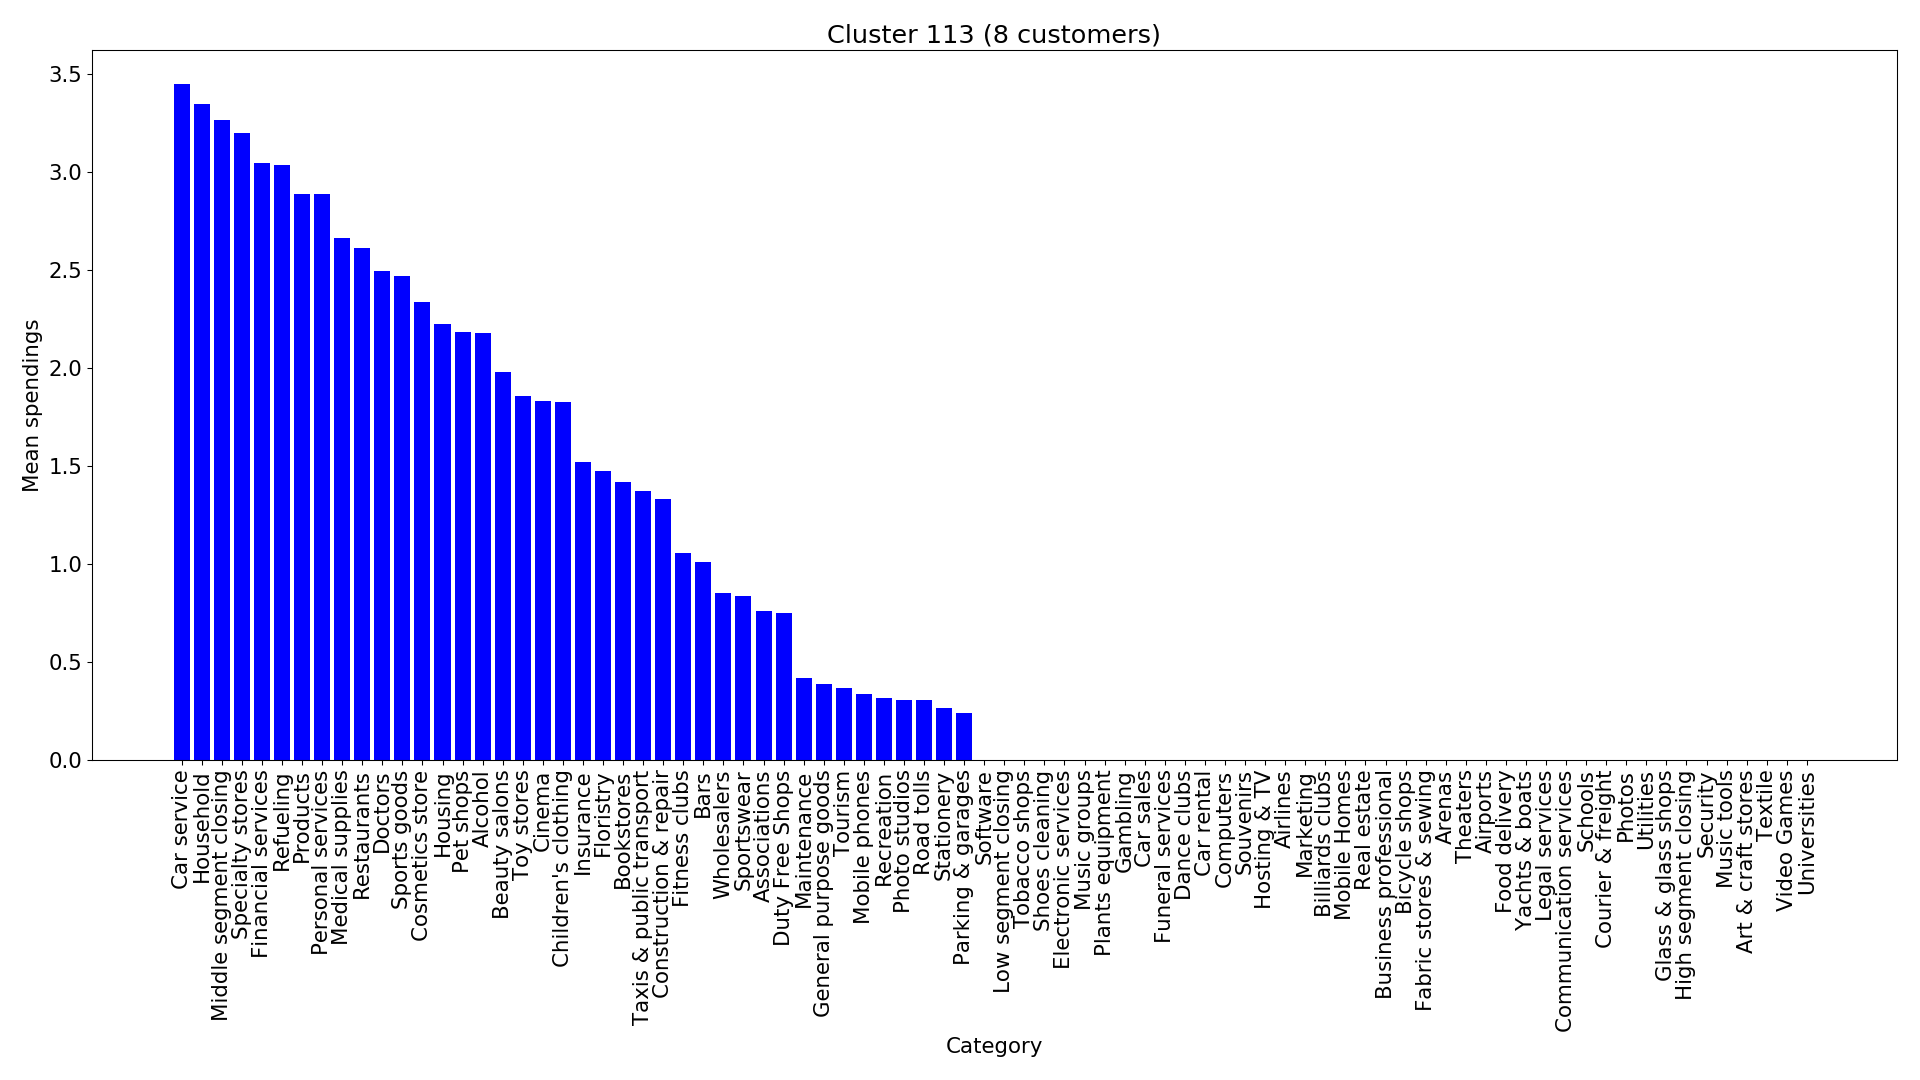 Cluster 113 (8 customers)
Mean spendings
3.5
3.0
2.5
2.0
1.5
1.0
0.5
0.0
Car service
Household
Middle segment closing
Specialty stores
Financial services
Refueling
Products
Personal services
Medical supplies
Restaurants
Doctors
Sports goods
Cosmetics store
Housing
Pet shops
Alcohol
Beauty salons
Toy stores
Cinema
Children's clothing
Insurance
Floristry
Bookstores
Taxis & public transport
Construction & repair
Fitness clubs
Bars
Wholesalers
Sportswear
Associations
Duty Free Shops
Maintenance
General purpose goods
Tourism
Mobile phones
Recreation
Photo studios
Road tolls
Stationery
Parking & garages
Software
Low segment closing
Tobacco shops
Shoes cleaning
Electronic services
Music groups
Plants equipment
Gambling
Car sales
Funeral services
Dance clubs
Car rental
Computers
Souvenirs
Hosting & TV
Airlines
Marketing
Billiards clubs
Mobile Homes
Real estate
Business professional
Bicycle shops
Fabric stores & sewing
Arenas
Theaters
Airports
Food delivery
Yachts & boats
Legal services
Communication services
Schools
Courier & freight
Photos
Utilities
Glass & glass shops
High segment closing
Security
Music tools
Art & craft stores
Textile
Video Games
Universities
Category